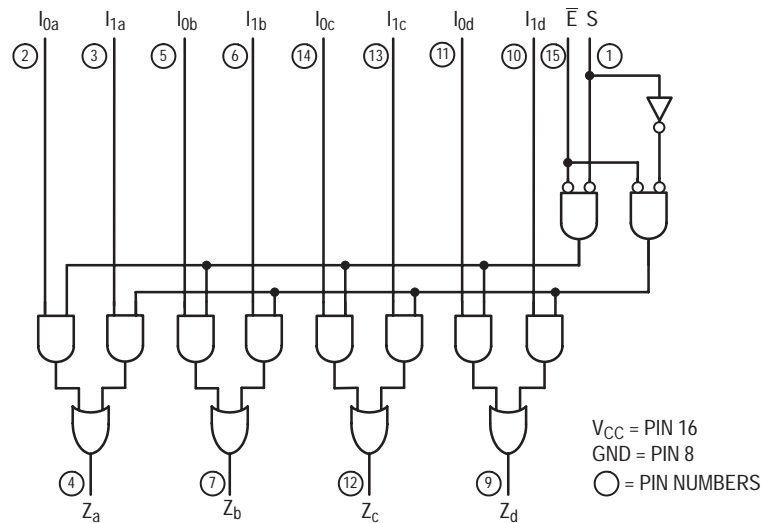 I0a I1a I0b I1b I0c I1c I0d I1d E̅ S
2 3 5 6 14 13 11 10 15 1
VCC = PIN 16
GND = PIN 8
= PIN NUMBERS
4 7 12 9
Za Zb Zc Zd